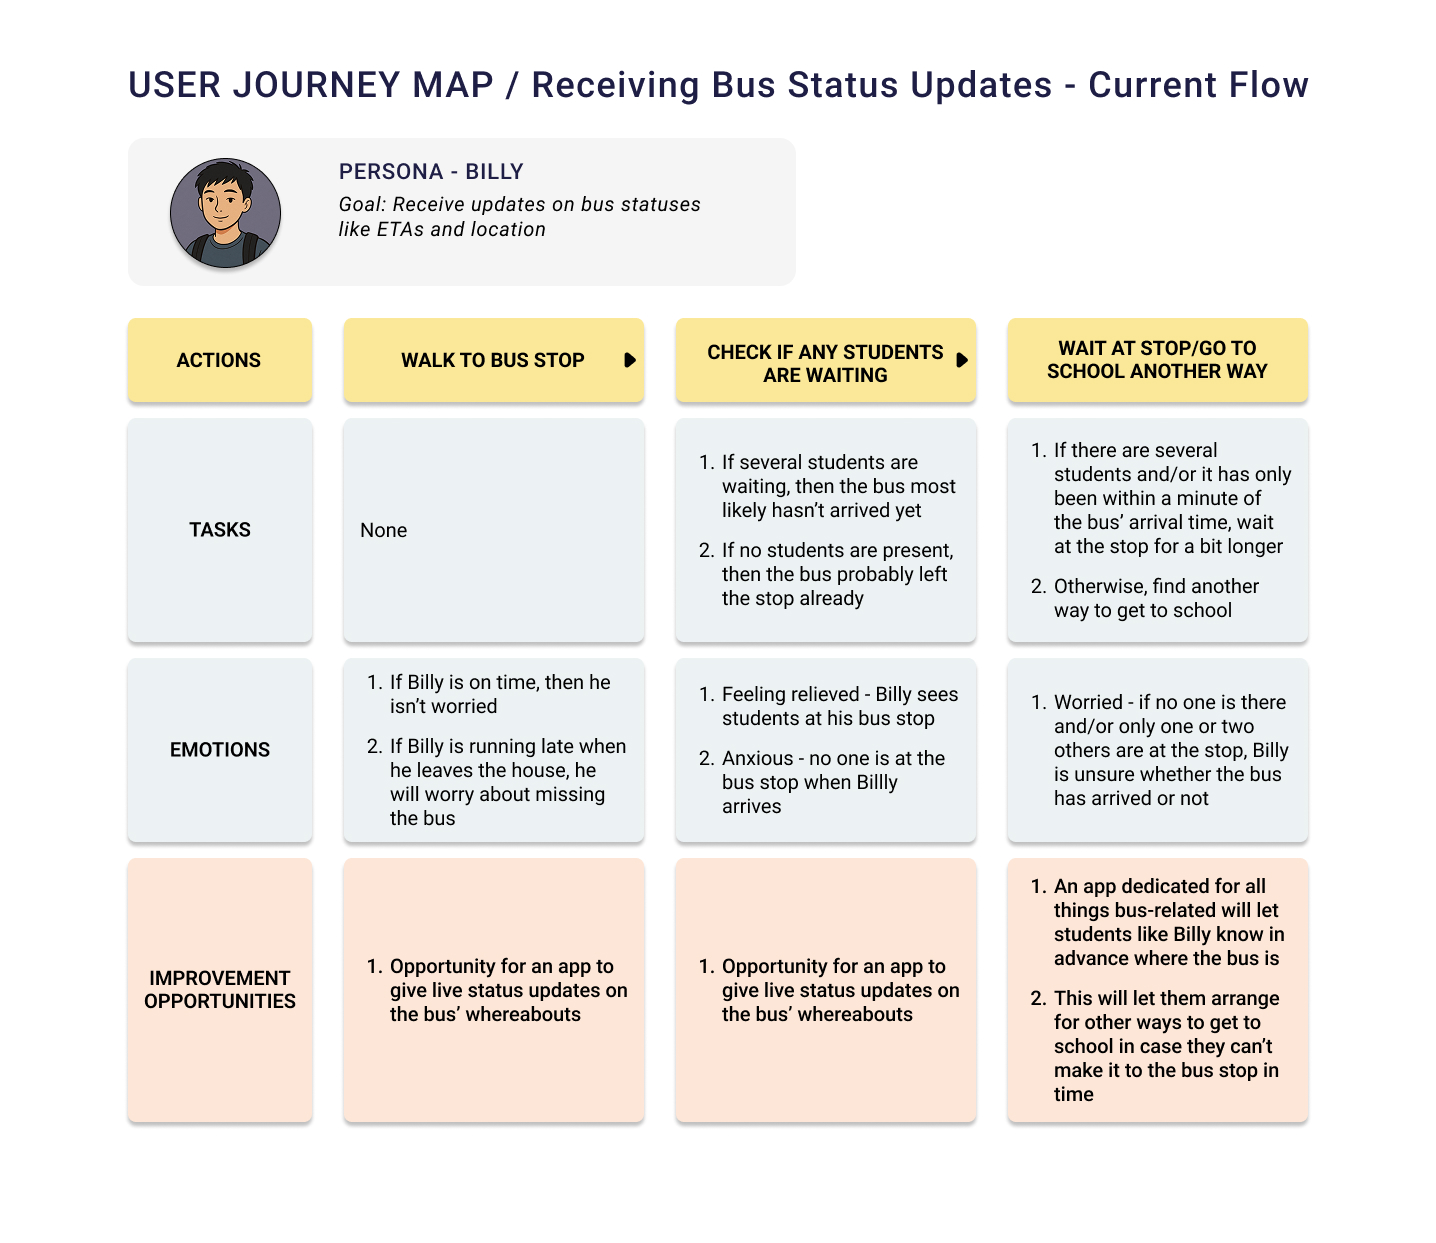 USER JOURNEY MAP / Receiving Bus Status Updates - Current Flow
PERSONA - BILLY
Goal: Receive updates on bus statuses
like ETAs and location
ACTIONS
WALK TO BUS STOP
CHECK IF ANY STUDENTS
ARE WAITING
WAIT AT STOP/GO TO
SCHOOL ANOTHER WAY
TASKS
None
1. If several students are
waiting, then the bus most
likely hasn’t arrived yet
2. If no students are present,
then the bus probably left
the stop already
1. If there are several
students and/or it has only
been within a minute of
the bus’ arrival time, wait
at the stop for a bit longer
2. Otherwise, find another
way to get to school
EMOTIONS
1. If Billy is on time, then he
isn’t worried
2. If Billy is running late when
he leaves the house, he
will worry about missing
the bus
1. Feeling relieved - Billy sees
students at his bus stop
2. Anxious - no one is at the
bus stop when Billly
arrives
1. Worried - if no one is there
and/or only one or two
others are at the stop, Billy
is unsure whether the bus
has arrived or not
IMPROVEMENT
OPPORTUNITIES
1. Opportunity for an app to
give live status updates on
the bus’ whereabouts
1. Opportunity for an app to
give live status updates on
the bus’ whereabouts
1. An app dedicated for all
things bus-related will let
students like Billy know in
advance where the bus is
2. This will let them arrange
for other ways to get to
school in case they can’t
make it to the bus stop in
time